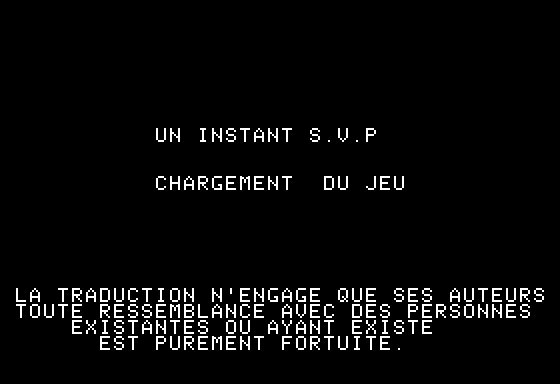 UN INSTANT S.V.P
CHARGEMENT  DU JEU
LA TRADUCTION N'ENGAGE QUE SES AUTEURS
TOUTE RESSEMBLANCE AVEC DES PERSONNES
EXISTANTES OU AYANT EXISTE
EST PUREMENT FORTUITE.